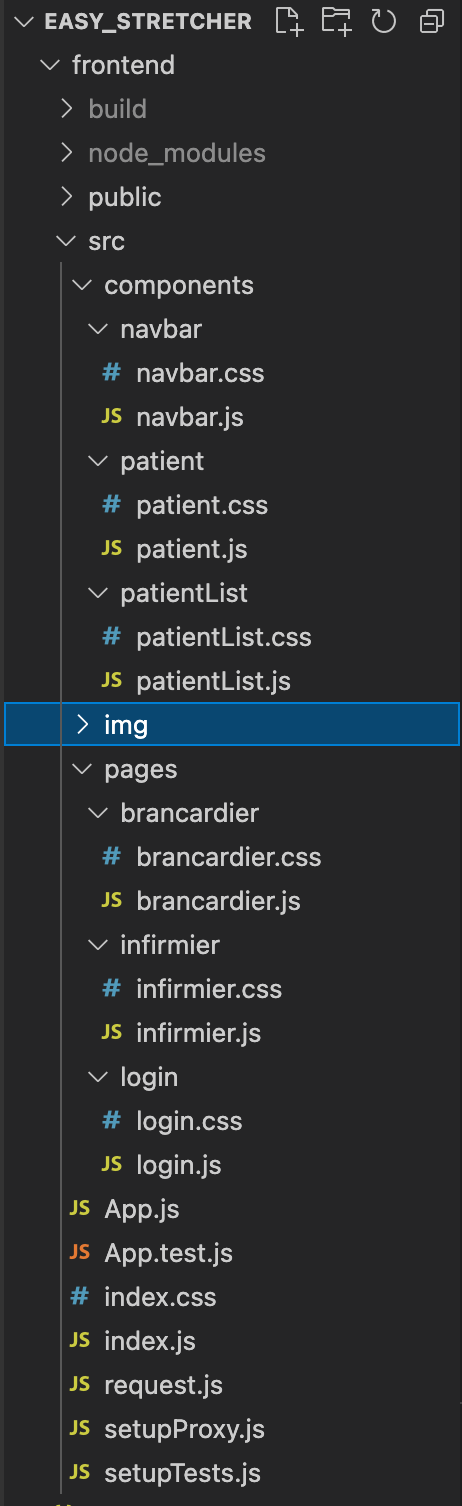 EASY_STRETCHER
frontend
build
node_modules
public
src
components
navbar
# navbar.css
JS navbar.js
patient
# patient.css
JS patient.js
patientList
# patientList.css
JS patientList.js
img
pages
brancardier
# brancardier.css
JS brancardier.js
infirmier
# infirmier.css
JS infirmier.js
login
# login.css
JS login.js
JS App.js
JS App.test.js
# index.css
JS index.js
JS request.js
JS setupProxy.js
JS setupTests.js